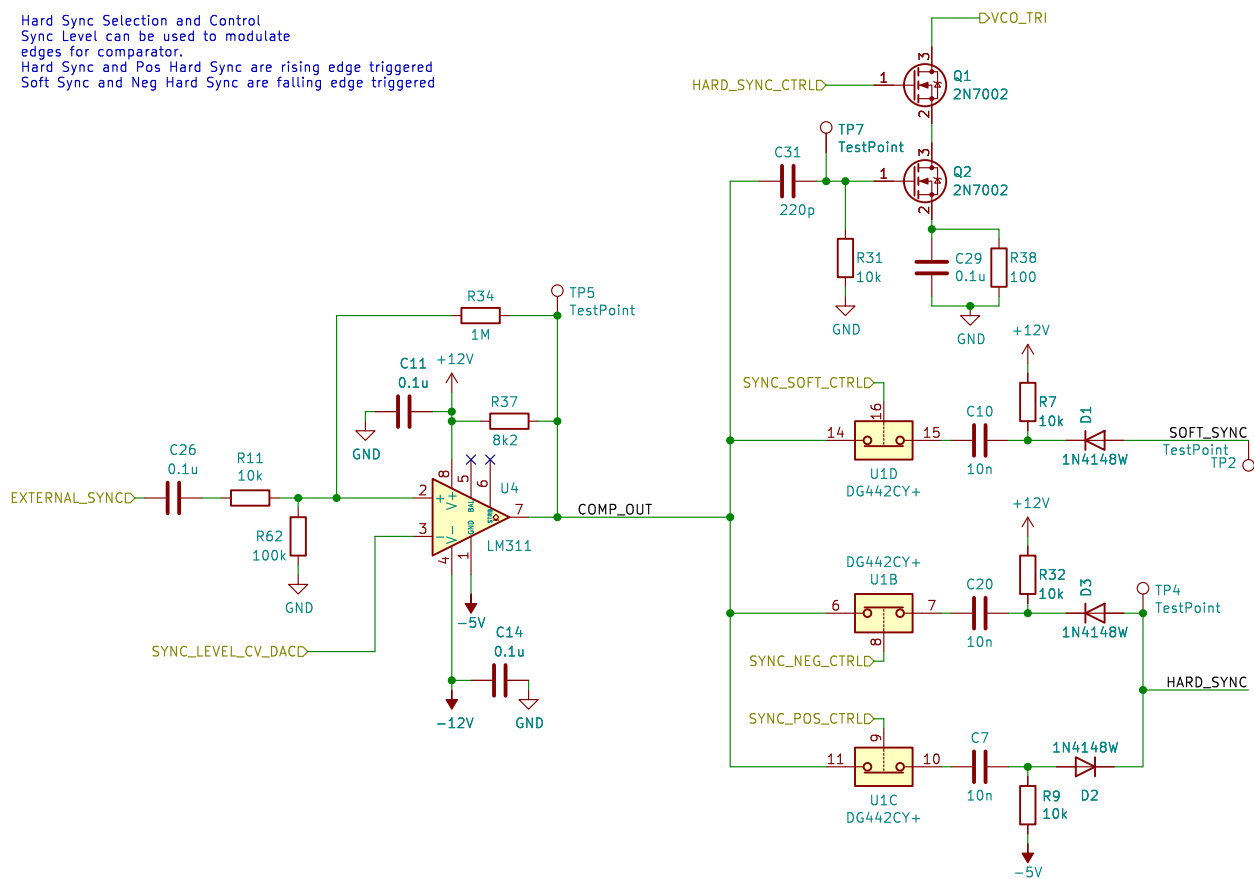 Hard Sync Selection and Control
Sync Level can be used to modulate
edges for comparator.
Hard Sync and Pos Hard Sync are rising edge triggered
Soft Sync and Neg Hard Sync are falling edge triggered
VCO_TRI
3
HARD_SYNC_CTRL
1
Q1
2N7002
2
TP7
TestPoint
C31
220p
3
1
Q2
2N7002
2
R31
10k
GND
C29
0.1u
R38
100
GND
TP5
TestPoint
R34
1M
C11
0.1u
+12V
GND
R37
8k2
C26
0.1u
R11
10k
EXTERNAL_SYNC
R62
100k
GND
8
5
6
U4
2
+
V+
BAL
STRB
7
3
-
V-
GND
LM311
4
1
-5V
COMP_OUT
SYNC_LEVEL_CV_DAC
C14
0.1u
-12V
GND
+12V
SYNC_SOFT_CTRL
16
14
15
U1D
DG442CY+
C10
10n
R7
10k
D1
1N4148W
SOFT_SYNC
TestPoint
TP2
+12V
DG442CY+
U1B
6
7
8
SYNC_NEG_CTRL
C20
10n
R32
10k
D3
1N4148W
TP4
TestPoint
HARD_SYNC
SYNC_POS_CTRL
9
11
10
U1C
DG442CY+
C7
10n
1N4148W
D2
R9
10k
-5V